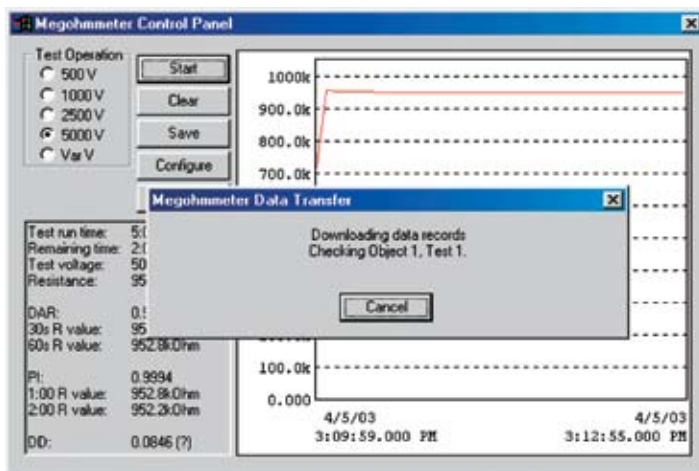 Megohmmeter Control Panel
Test Operation
500 V
1000 V
2500 V
5000 V
Var V
Start
Clear
Save
Configure
1000k
900.0k
800.0k
700.0k
Megohmmeter Data Transfer
Downloading data records
Checking Object 1, Test 1.
Cancel
Test run time:
Remaining time:
Test voltage:
Resistance:
DAR:
30s R value:
60s R value: 952.8kOhm
PI: 0.9994
1:00 R value: 952.8kOhm
2:00 R value: 952.2kOhm
DD: 0.0846 (?)
100.0k
0.000
4/5/03 4/5/03
3:09:59.000 PM 3:12:55.000 PM